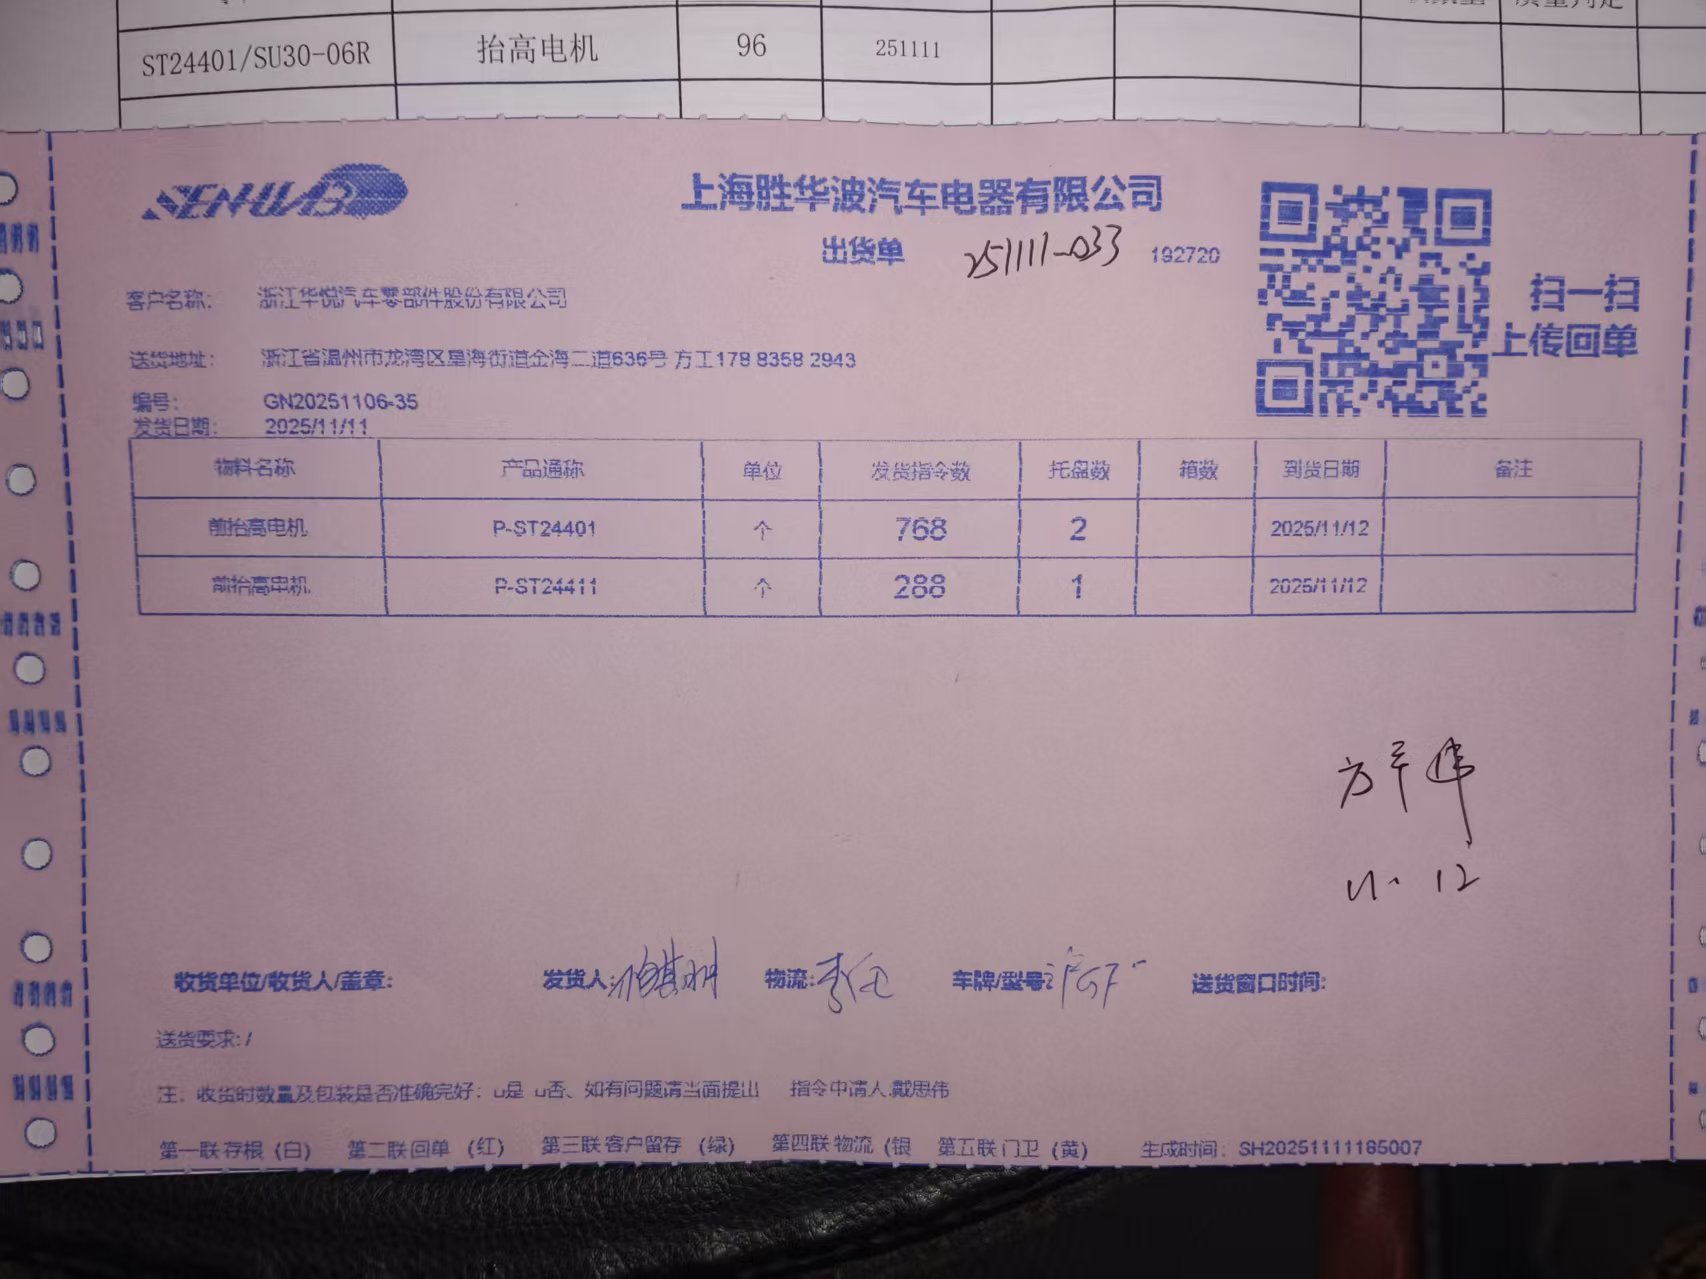 ST24401/SU30-06R 抬高电机 96 251111
SENHWB
上海胜华波汽车电器有限公司
出货单 251111-033 192720
扫一扫
上传回单
客户名称： 浙江华悦汽车零部件股份有限公司
送货地址： 浙江省温州市龙湾区星海街道金海二道636号 方工178 8358 2943
编号： GN20251106-35
发货日期： 2025/11/11
物料名称 产品通称 单位 发货指令数 托盘数 箱数 到货日期 备注
前抬高电机 P-ST24401 个 768 2 2025/11/12
前抬高电机 P-ST24411 个 288 1 2025/11/12
11.12
收货单位/收货人/盖章： 发货人： 物流： 车牌/型号： 送货窗口时间：
送货要求：/
注：收货时数量及包装是否准确完好：u是 u否、如有问题请当面提出 指令申请人.戴思伟
第一联 存根（白） 第二联 回单 （红） 第三联 客户留存 （绿） 第四联 物流（银 第五联 门卫（黄） 生成时间：SH20251111185007